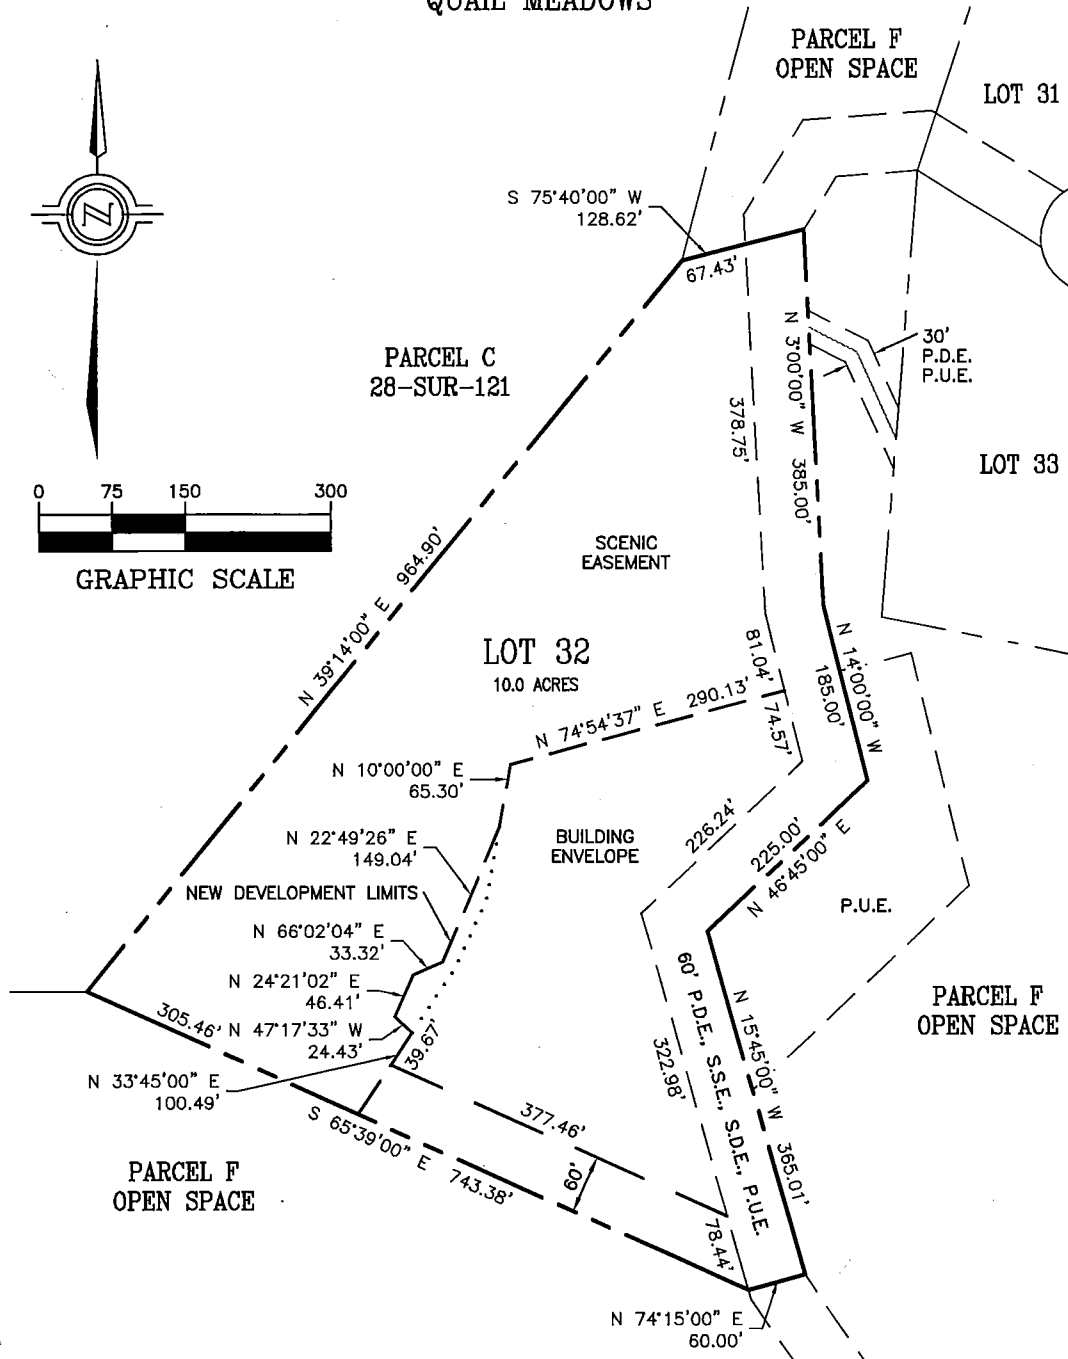 QUAIL MEADOWS
PARCEL F
OPEN SPACE
LOT 31
N
S 75°40'00" W
128.62'
67.43'
PARCEL C
28-SUR-121
30'
P.D.E.
P.U.E.
N 3°00'00" W 385.00'
378.75'
LOT 33
0 75 150 300
GRAPHIC SCALE
N 39°14'00" E 964.90'
SCENIC
EASEMENT
LOT 32
10.0 ACRES
81.04'
74.57'
N 14°00'00" W
185.00'
N 74°54'37" E 290.13'
N 10°00'00" E
65.30'
N 22°49'26" E
149.04'
BUILDING
ENVELOPE
226.24'
225.00'
N 46°45'00" E
NEW DEVELOPMENT LIMITS
P.U.E.
N 66°02'04" E
33.32'
N 24°21'02" E
46.41'
305.46'
N 47°17'33" W
24.43'
39.67'
N 33°45'00" E
100.49'
60' P.D.E., S.S.E., S.D.E., P.U.E.
322.98'
N 15°45'00" W 365.01'
PARCEL F
OPEN SPACE
377.46'
S 65°39'00" E 743.38'
60'
PARCEL F
OPEN SPACE
78.44'
N 74°15'00" E
60.00'